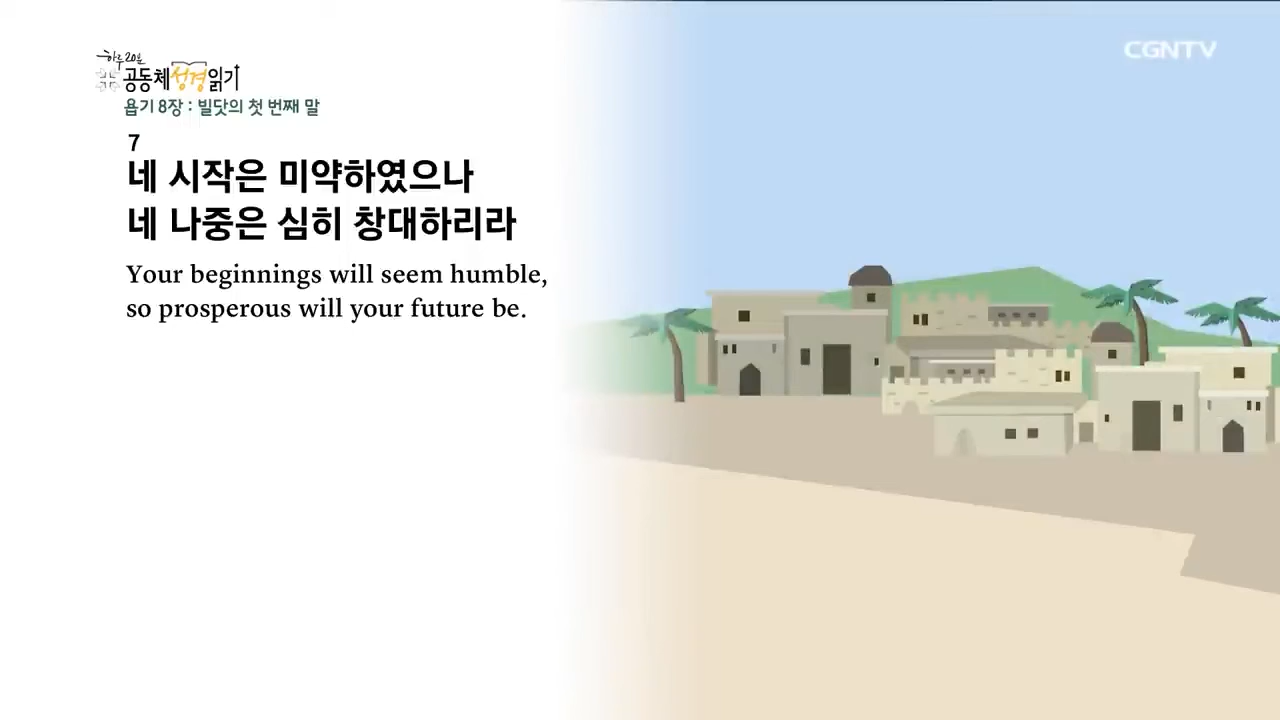 하루 20분
공동체 성경 읽기
CGNTV
욥기 8장 : 빌닷의 첫 번째 말
7
네 시작은 미약하였으나
네 나중은 심히 창대하리라
Your beginnings will seem humble,
so prosperous will your future be.